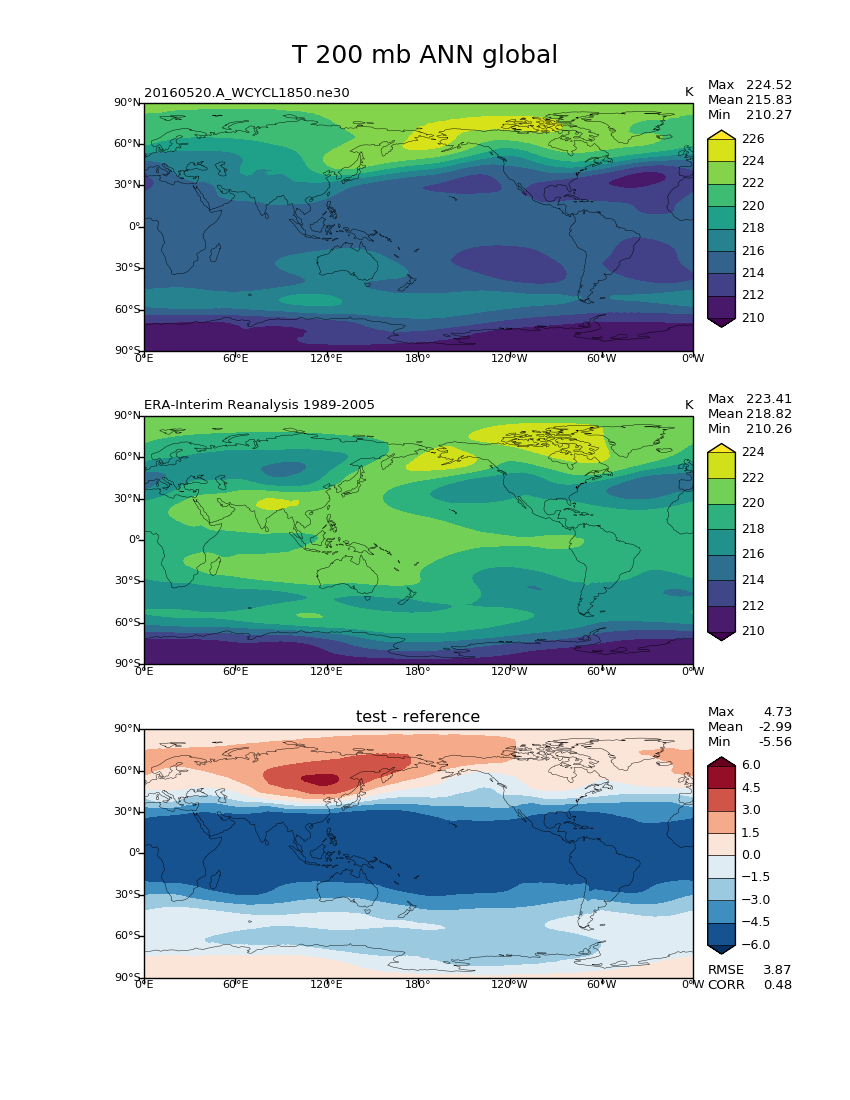 T 200 mb ANN global
20160520.A_WCYCL1850.ne30 K
Max 224.52
Mean 215.83
Min 210.27
90°N
60°N
30°N
0°
30°S
60°S
90°S
0°E 60°E 120°E 180° 120°W 60°W 0°W
226
224
222
220
218
216
214
212
210
ERA-Interim Reanalysis 1989-2005 K
Max 223.41
Mean 218.82
Min 210.26
90°N
60°N
30°N
0°
30°S
60°S
90°S
0°E 60°E 120°E 180° 120°W 60°W 0°W
224
222
220
218
216
214
212
210
test - reference
Max 4.73
Mean -2.99
Min -5.56
90°N
60°N
30°N
0°
30°S
60°S
90°S
0°E 60°E 120°E 180° 120°W 60°W 0°W
6.0
4.5
3.0
1.5
0.0
−1.5
−3.0
−4.5
−6.0
RMSE 3.87
CORR 0.48